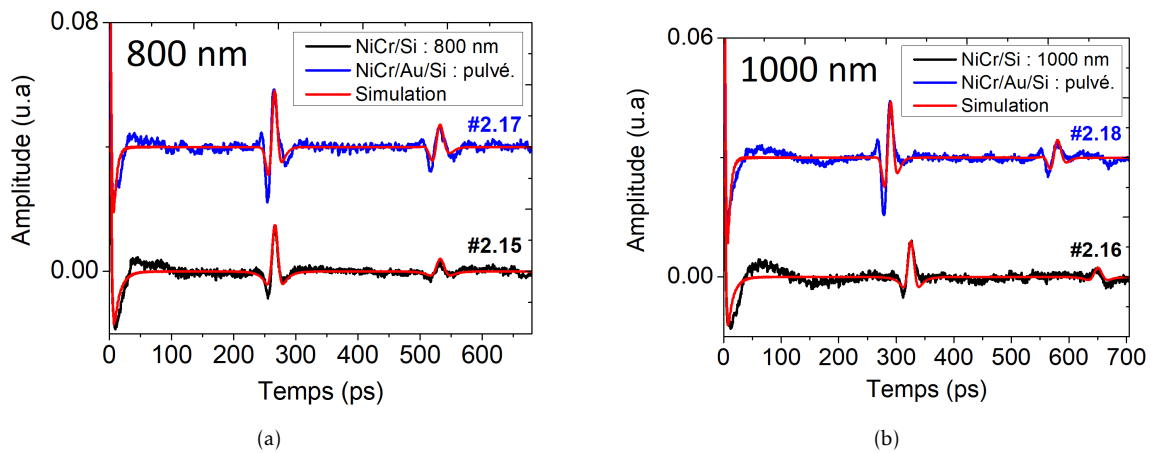 0.08
800 nm
NiCr/Si : 800 nm
NiCr/Au/Si : pulvé.
Simulation
#2.17
#2.15
0.00
Amplitude (u.a)
0 100 200 300 400 500 600
Temps (ps)
(a)
0.06
1000 nm
NiCr/Si : 1000 nm
NiCr/Au/Si : pulvé.
Simulation
#2.18
#2.16
0.00
Amplitude (u.a)
0 100 200 300 400 500 600 700
Temps (ps)
(b)